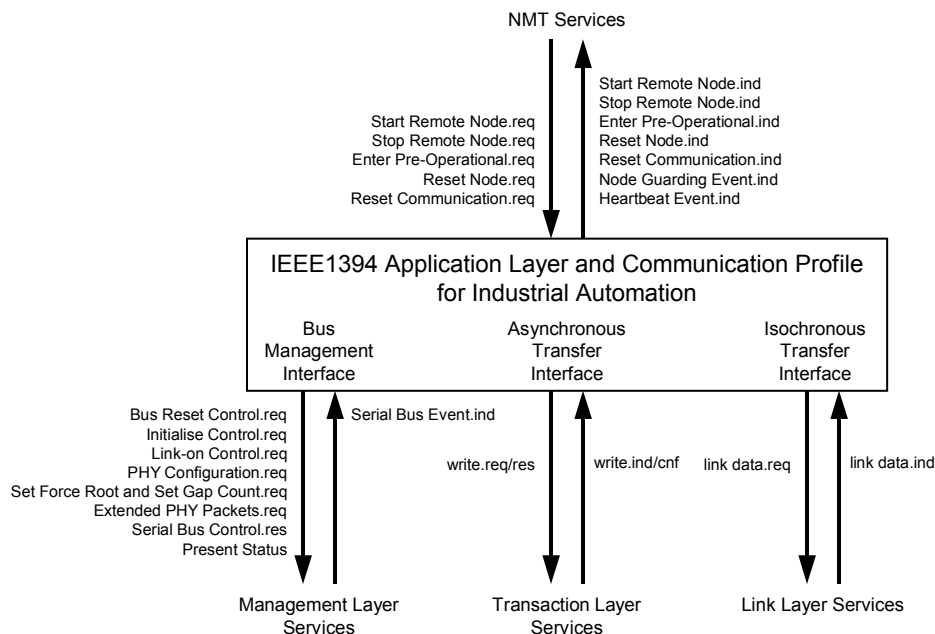 NMT Services
Start Remote Node.req
Stop Remote Node.req
Enter Pre-Operational.req
Reset Node.req
Reset Communication.req
Start Remote Node.ind
Stop Remote Node.ind
Enter Pre-Operational.ind
Reset Node.ind
Reset Communication.ind
Node Guarding Event.ind
Heartbeat Event.ind
IEEE1394 Application Layer and Communication Profile
for Industrial Automation
Bus
Management
Interface
Asynchronous
Transfer
Interface
Isochronous
Transfer
Interface
Bus Reset Control.req
Initialise Control.req
Link-on Control.req
PHY Configuration.req
Set Force Root and Set Gap Count.req
Extended PHY Packets.req
Serial Bus Control.res
Present Status
Serial Bus Event.ind
write.req/res
write.ind/cnf
link data.req
link data.ind
Management Layer
Services
Transaction Layer
Services
Link Layer Services